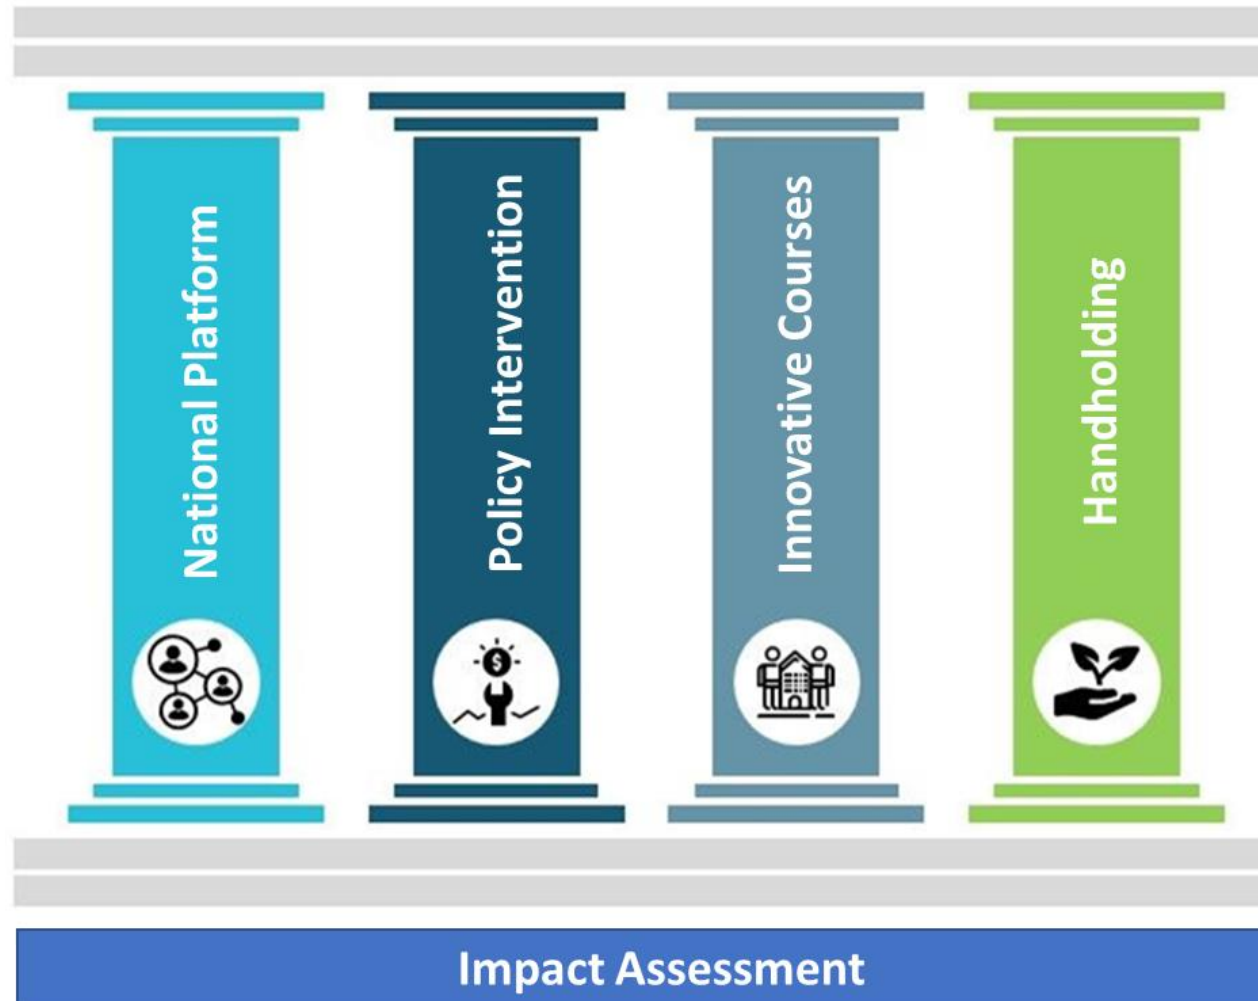 National Platform
Policy Intervention
Innovative Courses
Handholding
$
Impact Assessment